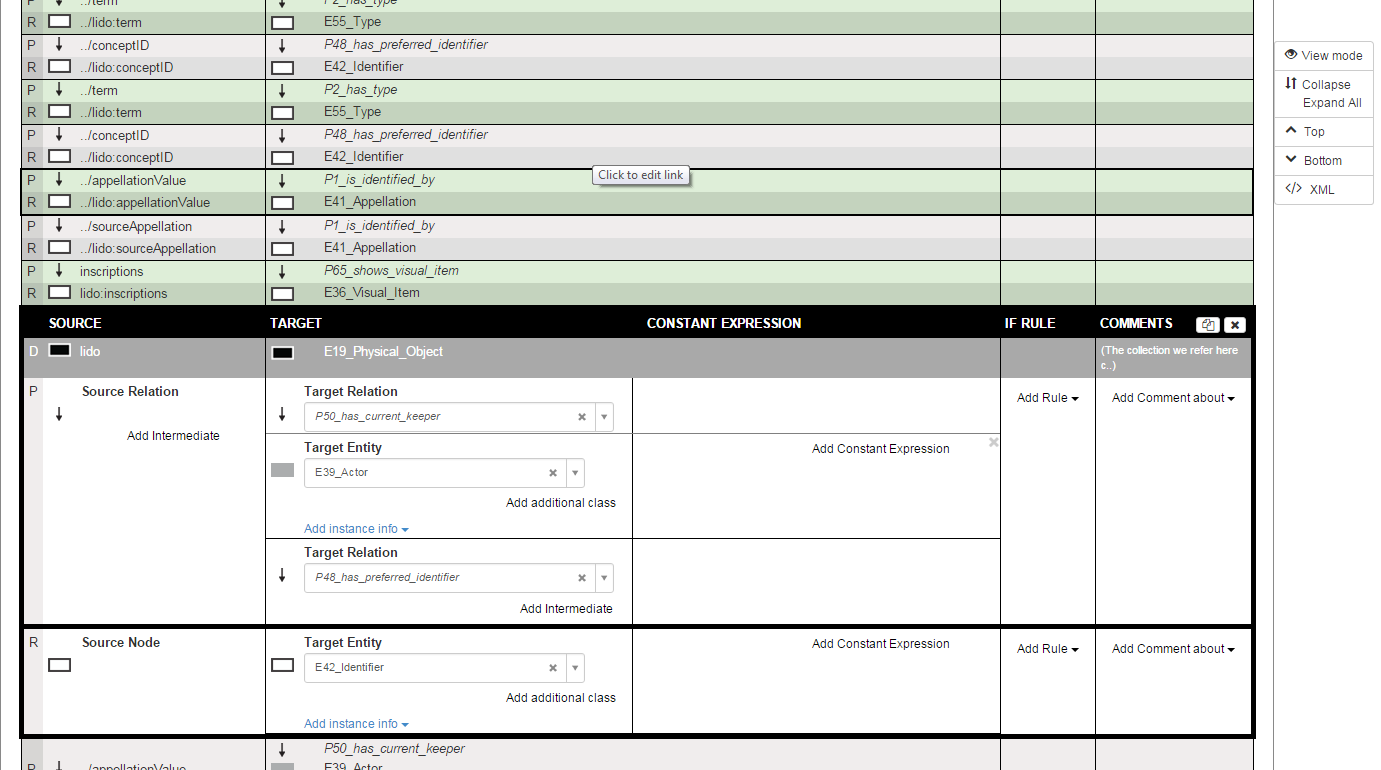 P ../term P2_has_type
R ../lido:term E55_Type
P ../conceptID P48_has_preferred_identifier
R ../lido:conceptID E42_Identifier
P ../term P2_has_type
R ../lido:term E55_Type
P ../conceptID P48_has_preferred_identifier
R ../lido:conceptID E42_Identifier
P ../appellationValue P1_is_identified_by
Click to edit link
R ../lido:appellationValue E41_Appellation
P ../sourceAppellation P1_is_identified_by
R ../lido:sourceAppellation E41_Appellation
P inscriptions P65_shows_visual_item
R lido:inscriptions E36_Visual_Item
SOURCE TARGET CONSTANT EXPRESSION IF RULE COMMENTS
D lido E19_Physical_Object (The collection we refer here
c..)
P Source Relation Target Relation
P50_has_current_keeper
Add Rule Add Comment about
Add Intermediate
Target Entity Add Constant Expression
E39_Actor
Add additional class
Add instance info
Target Relation
P48_has_preferred_identifier
Add Intermediate
R Source Node Target Entity Add Constant Expression Add Rule Add Comment about
E42_Identifier
Add additional class
Add instance info
P50_has_current_keeper
../appellationValue E39_Actor
View mode
Collapse
Expand All
Top
Bottom
</> XML